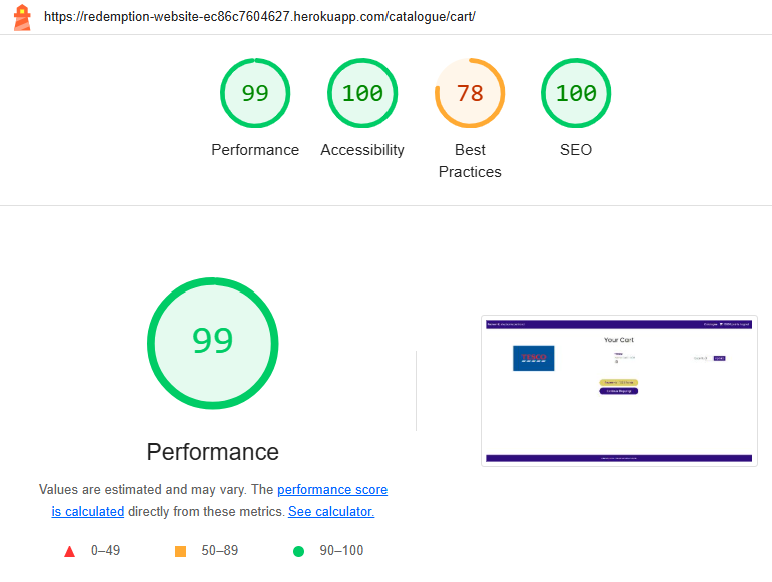 https://redemption-website-ec86c7604627.herokuapp.com/catalogue/cart/
99
100
78
100
Performance
Accessibility
Best
Practices
SEO
99
Performance
Values are estimated and may vary. The performance score
is calculated directly from these metrics. See calculator.
0–49
50–89
90–100
Your Cart
TESCO